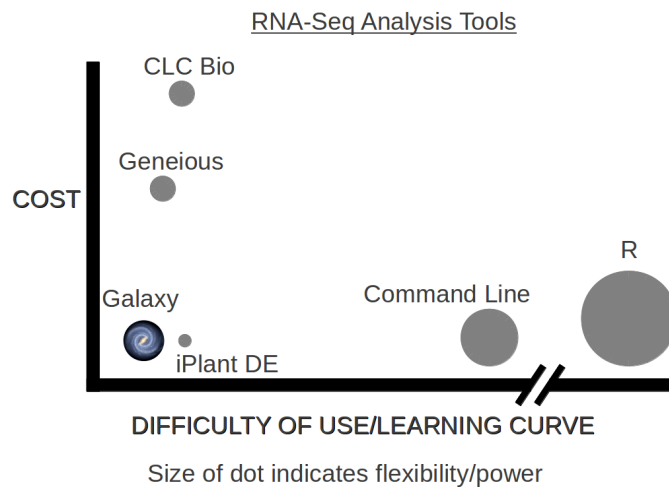 RNA-Seq Analysis Tools
CLC Bio
Geneious
COST
R
Command Line
Galaxy
iPlant DE
DIFFICULTY OF USE/LEARNING CURVE
Size of dot indicates flexibility/power